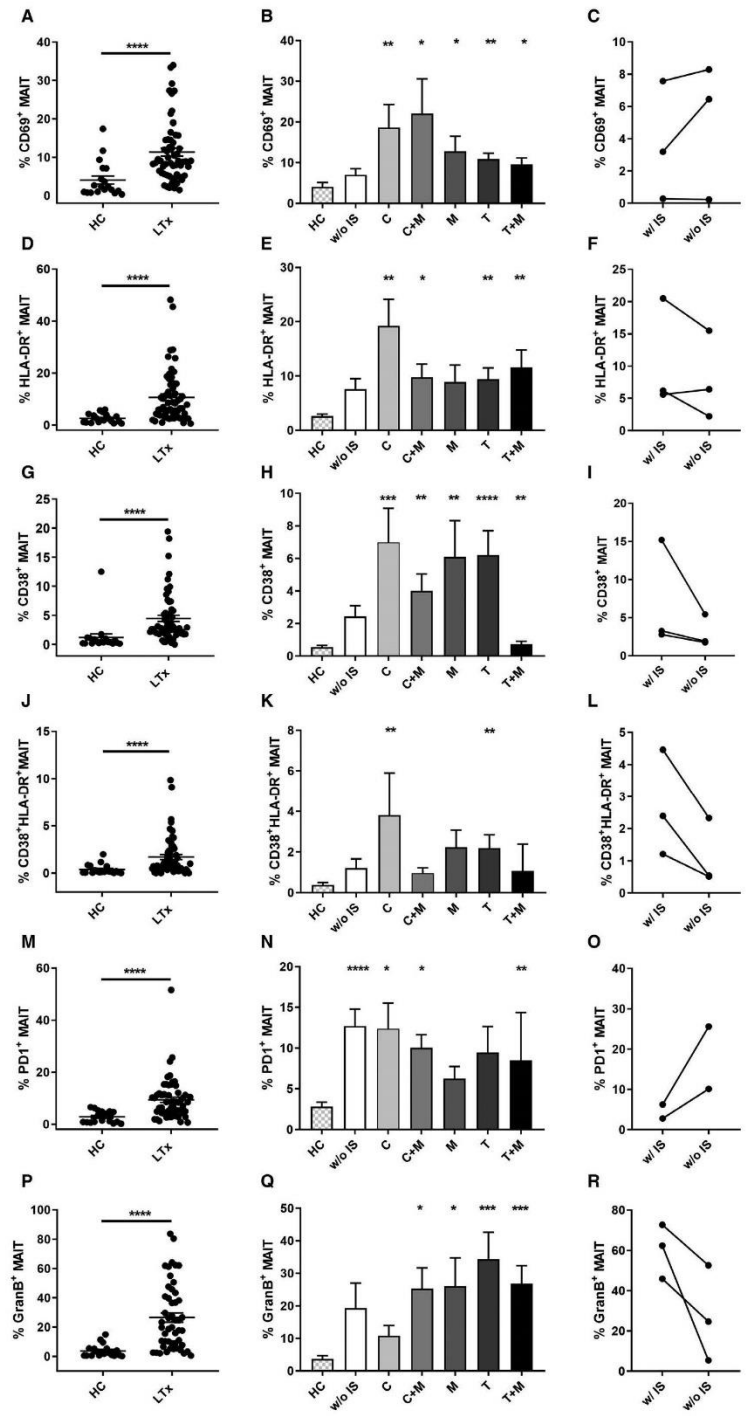 A
% CD69+ MAIT
40
30
20
10
0
****
HC
LTx
B
% CD69+ MAIT
40
30
20
10
0
** * * ** *
HC
w/o IS
C
C+M
M
T
T+M
C
% CD69+ MAIT
10
8
6
4
2
0
w/ IS
w/o IS
D
% HLA-DR+ MAIT
60
40
20
0
****
HC
LTx
E
% HLA-DR+ MAIT
30
20
10
0
** * ** **
HC
w/o IS
C
C+M
M
T
T+M
F
% HLA-DR+ MAIT
25
20
15
10
5
0
w/ IS
w/o IS
G
% CD38+ MAIT
25
20
15
10
5
0
****
HC
LTx
H
% CD38+ MAIT
10
8
6
4
2
0
*** ** ** **** **
HC
w/o IS
C
C+M
M
T
T+M
I
% CD38+ MAIT
20
15
10
5
0
w/ IS
w/o IS
J
% CD38+HLA-DR+MAIT
15
10
5
0
****
HC
LTx
K
% CD38+HLA-DR+ MAIT
8
6
4
2
0
** **
HC
w/o IS
C
C+M
M
T
T+M
L
% CD38+HLA-DR+ MAIT
5
4
3
2
1
0
w/ IS
w/o IS
M
% PD1+ MAIT
60
40
20
0
****
HC
LTx
N
% PD1+ MAIT
20
15
10
5
0
**** * * **
HC
w/o IS
C
C+M
M
T
T+M
O
% PD1+ MAIT
40
30
20
10
0
w/ IS
w/o IS
P
% GranB+ MAIT
100
80
60
40
20
0
****
HC
LTx
Q
% GranB+ MAIT
50
40
30
20
10
0
* * *** ***
HC
w/o IS
C
C+M
M
T
T+M
R
% GranB+ MAIT
80
60
40
20
0
w/ IS
w/o IS